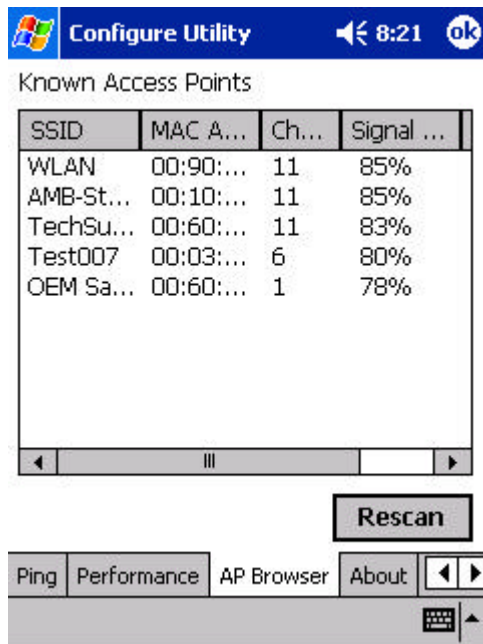 Configure Utility 8:21 ok
Known Access Points
SSID MAC A... Ch... Signal ...
WLAN 00:90:... 11 85%
AMB-St... 00:10:... 11 85%
TechSu... 00:60:... 11 83%
Test007 00:03:... 6 80%
OEM Sa... 00:60:... 1 78%
Rescan
Ping Performance AP Browser About